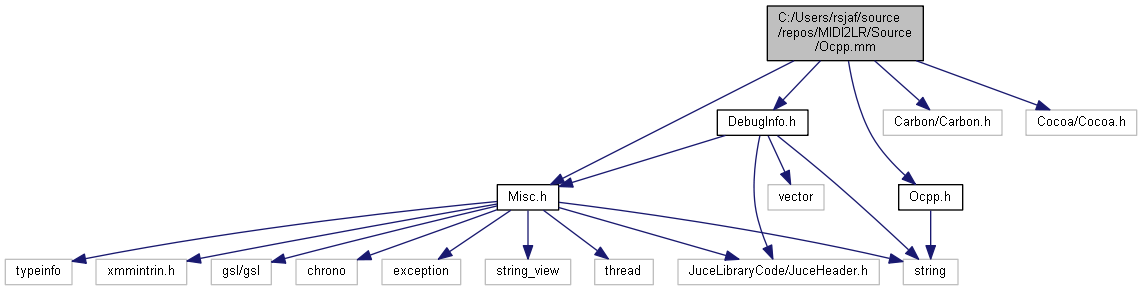 C:/Users/rsjaf/source
/repos/MIDI2LR/Source
/Ocpp.mm
DebugInfo.h
Carbon/Carbon.h
Cocoa/Cocoa.h
Misc.h
vector
Ocpp.h
typeinfo
xmmintrin.h
gsl/gsl
chrono
exception
string_view
thread
JuceLibraryCode/JuceHeader.h
string